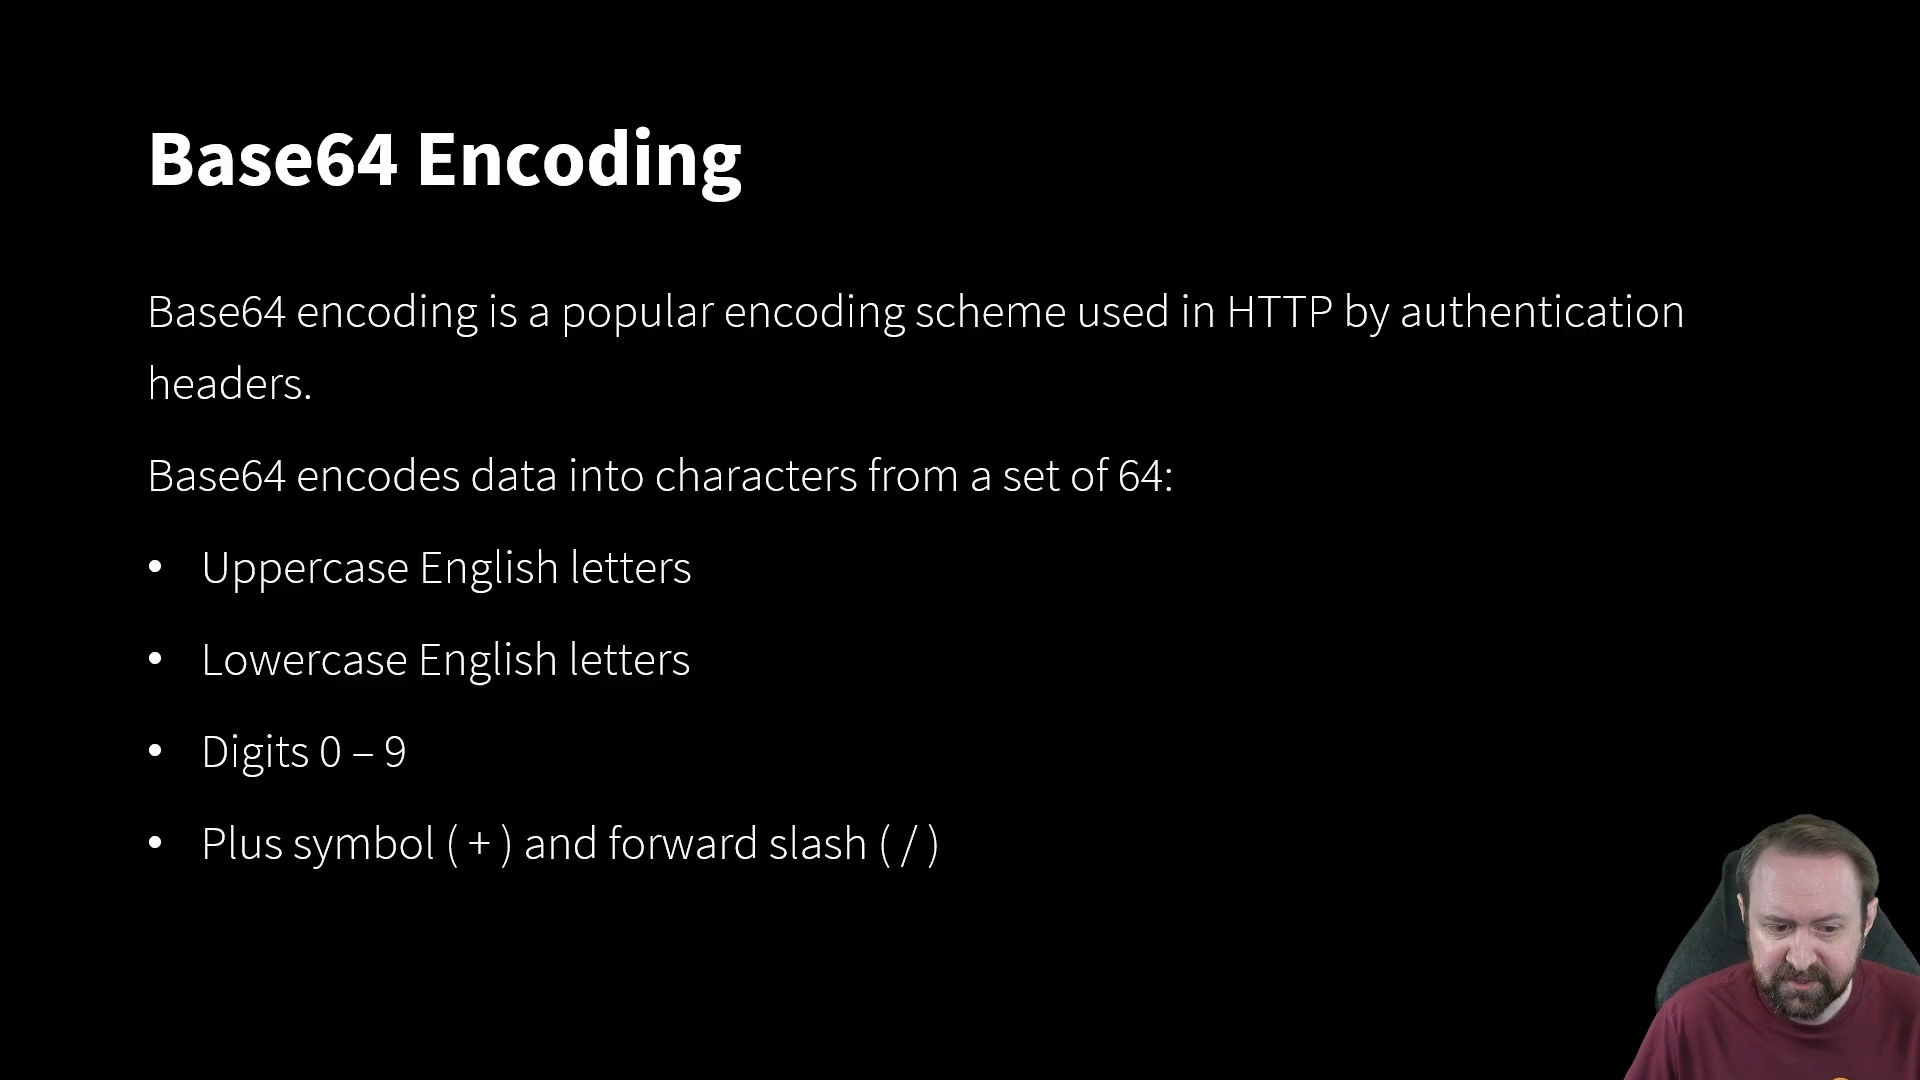 Base64 Encoding
Base64 encoding is a popular encoding scheme used in HTTP by authentication
headers.
Base64 encodes data into characters from a set of 64:
• Uppercase English letters
• Lowercase English letters
• Digits 0 – 9
• Plus symbol ( + ) and forward slash ( / )